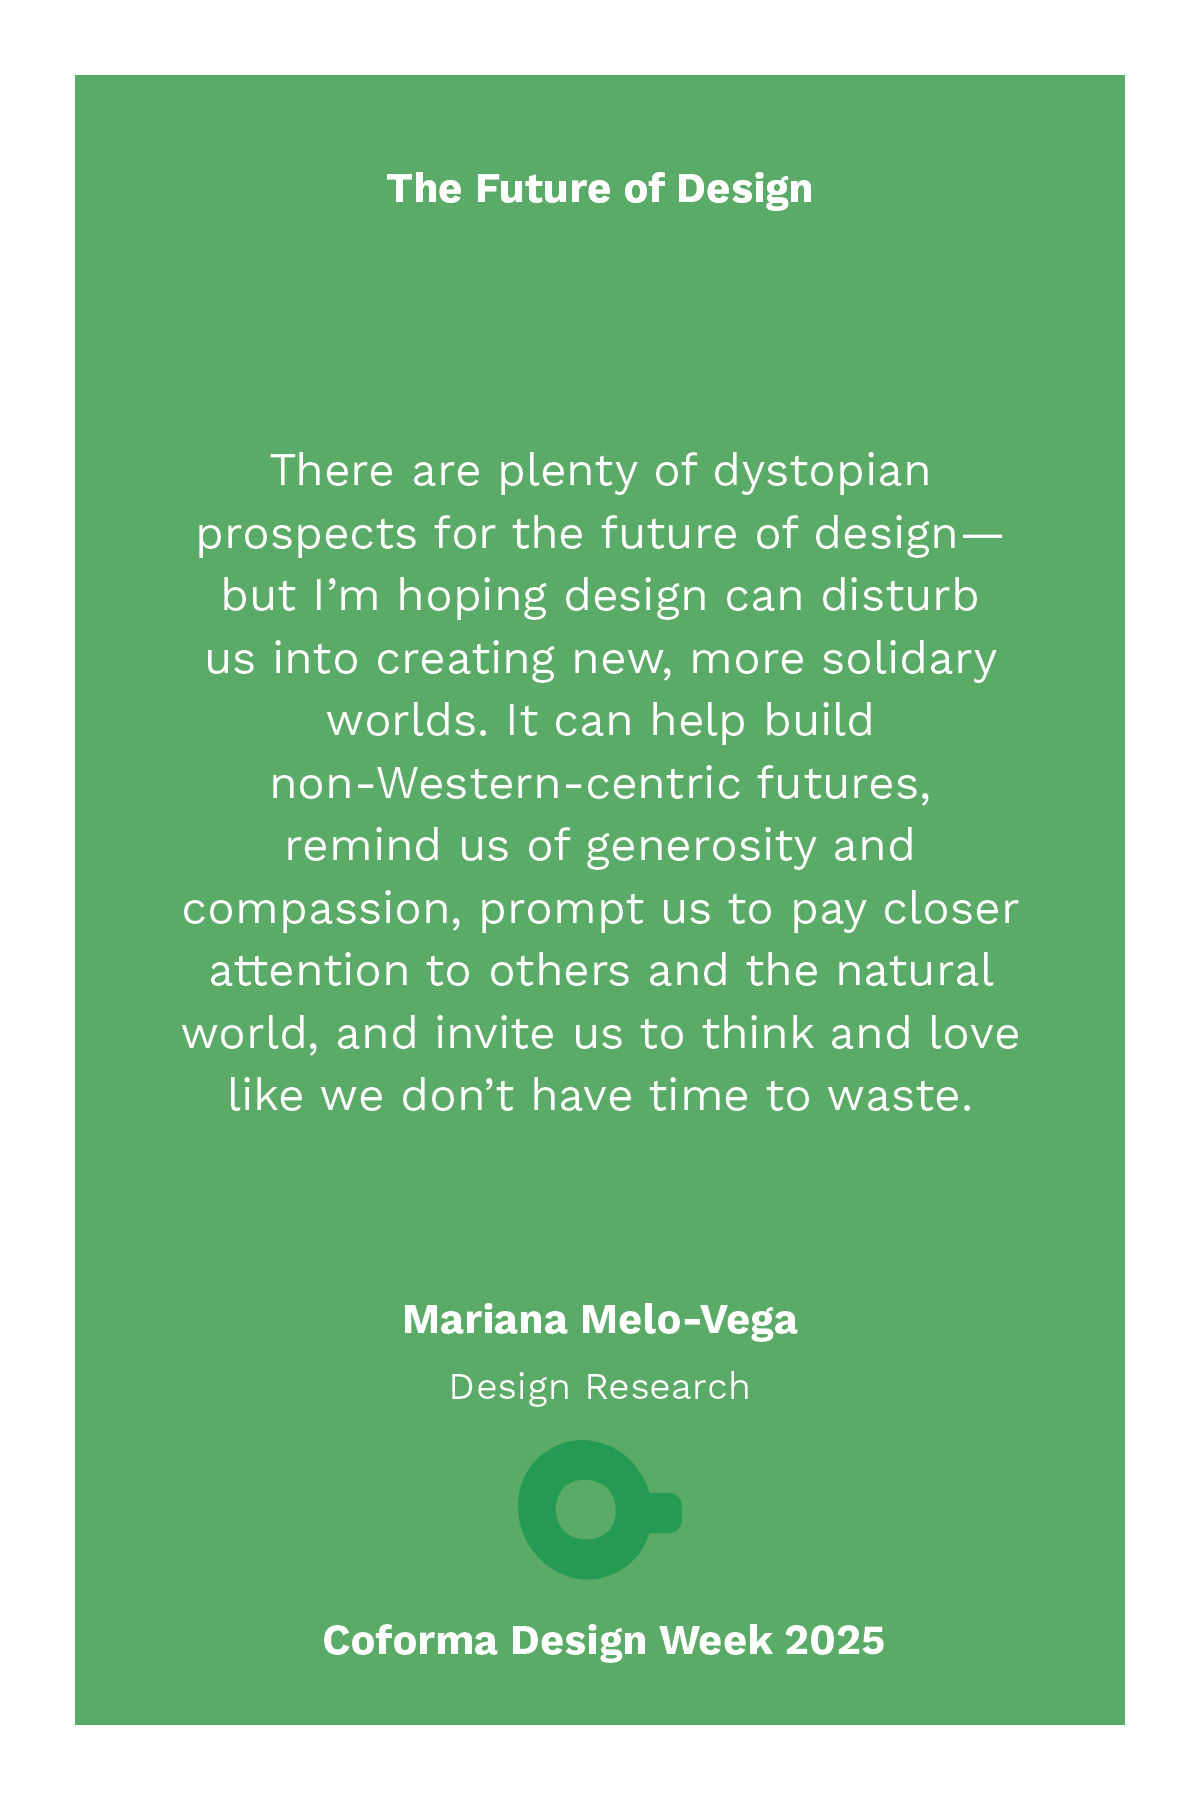 The Future of Design
There are plenty of dystopian
prospects for the future of design—
but I’m hoping design can disturb
us into creating new, more solidary
worlds. It can help build
non-Western-centric futures,
remind us of generosity and
compassion, prompt us to pay closer
attention to others and the natural
world, and invite us to think and love
like we don’t have time to waste.
Mariana Melo-Vega
Design Research
Coforma Design Week 2025